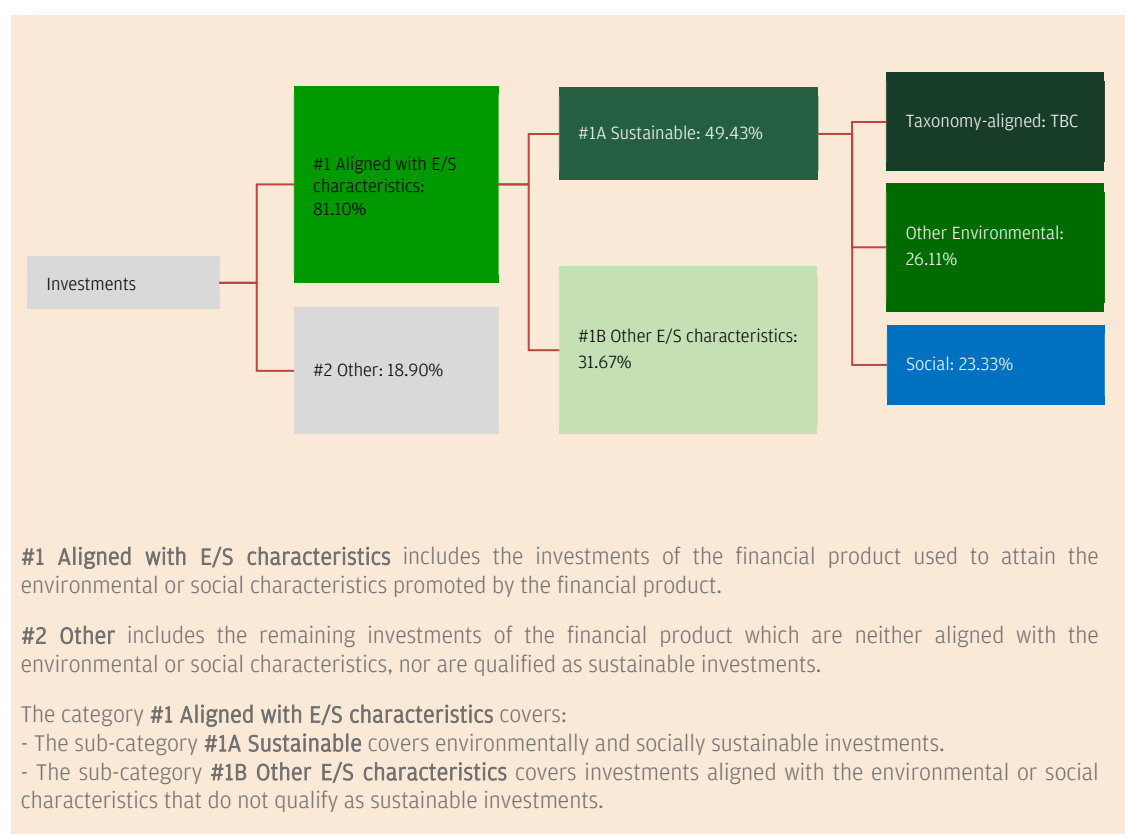 Investments
#1 Aligned with E/S
characteristics:
81.10%
#2 Other: 18.90%
#1A Sustainable: 49.43%
#1B Other E/S characteristics:
31.67%
Taxonomy-aligned: TBC
Other Environmental:
26.11%
Social: 23.33%
#1 Aligned with E/S characteristics includes the investments of the financial product used to attain the
environmental or social characteristics promoted by the financial product.
#2 Other includes the remaining investments of the financial product which are neither aligned with the
environmental or social characteristics, nor are qualified as sustainable investments.
The category #1 Aligned with E/S characteristics covers:
- The sub-category #1A Sustainable covers environmentally and socially sustainable investments.
- The sub-category #1B Other E/S characteristics covers investments aligned with the environmental or social
characteristics that do not qualify as sustainable investments.